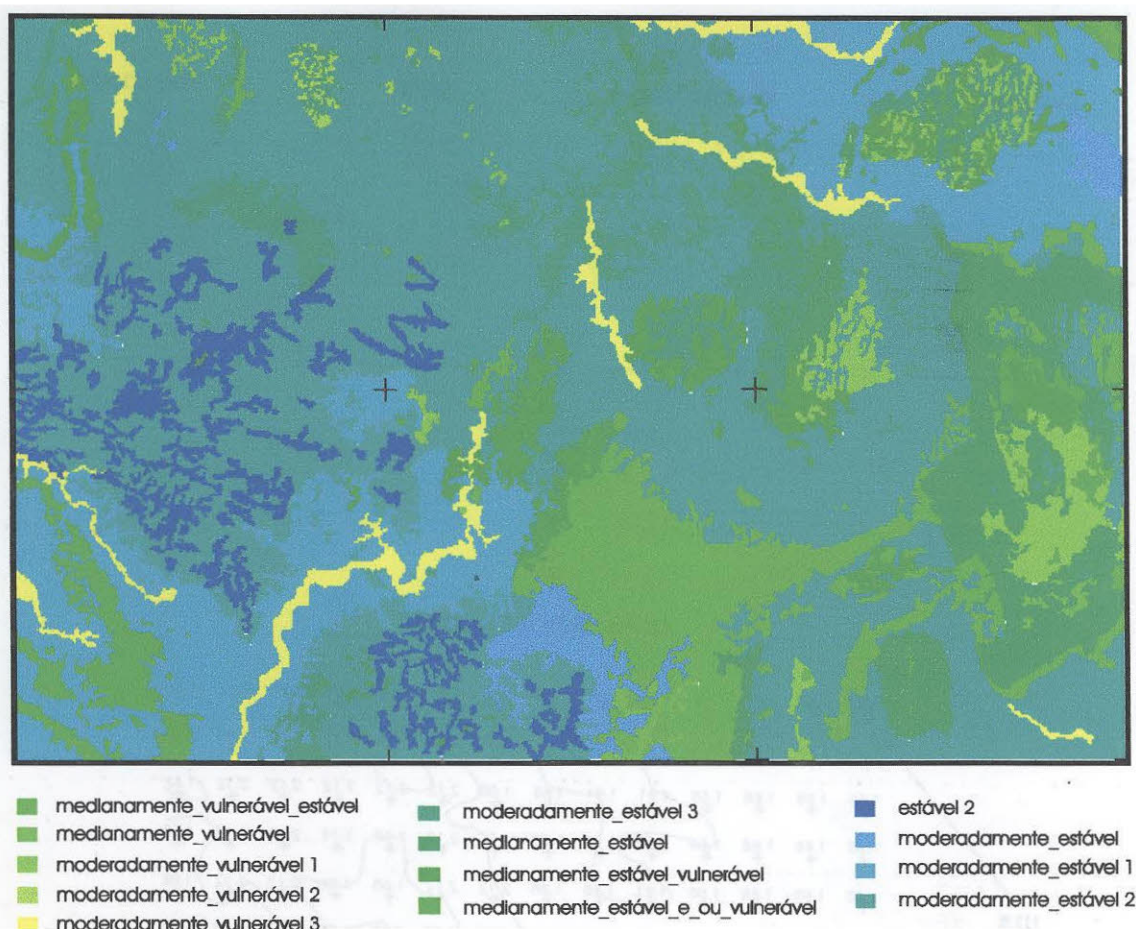 medianamente_vulnerável_estável
medianamente_vulnerável
moderadamente_vulnerável 1
moderadamente_vulnerável 2
moderadamente_vulnerável 3
moderadamente_estável 3
medianamente_estável
medianamente_estável_vulnerável
medianamente_estável_e_ou_vulnerável
estável 2
moderadamente_estável
moderadamente_estável 1
moderadamente_estável 2